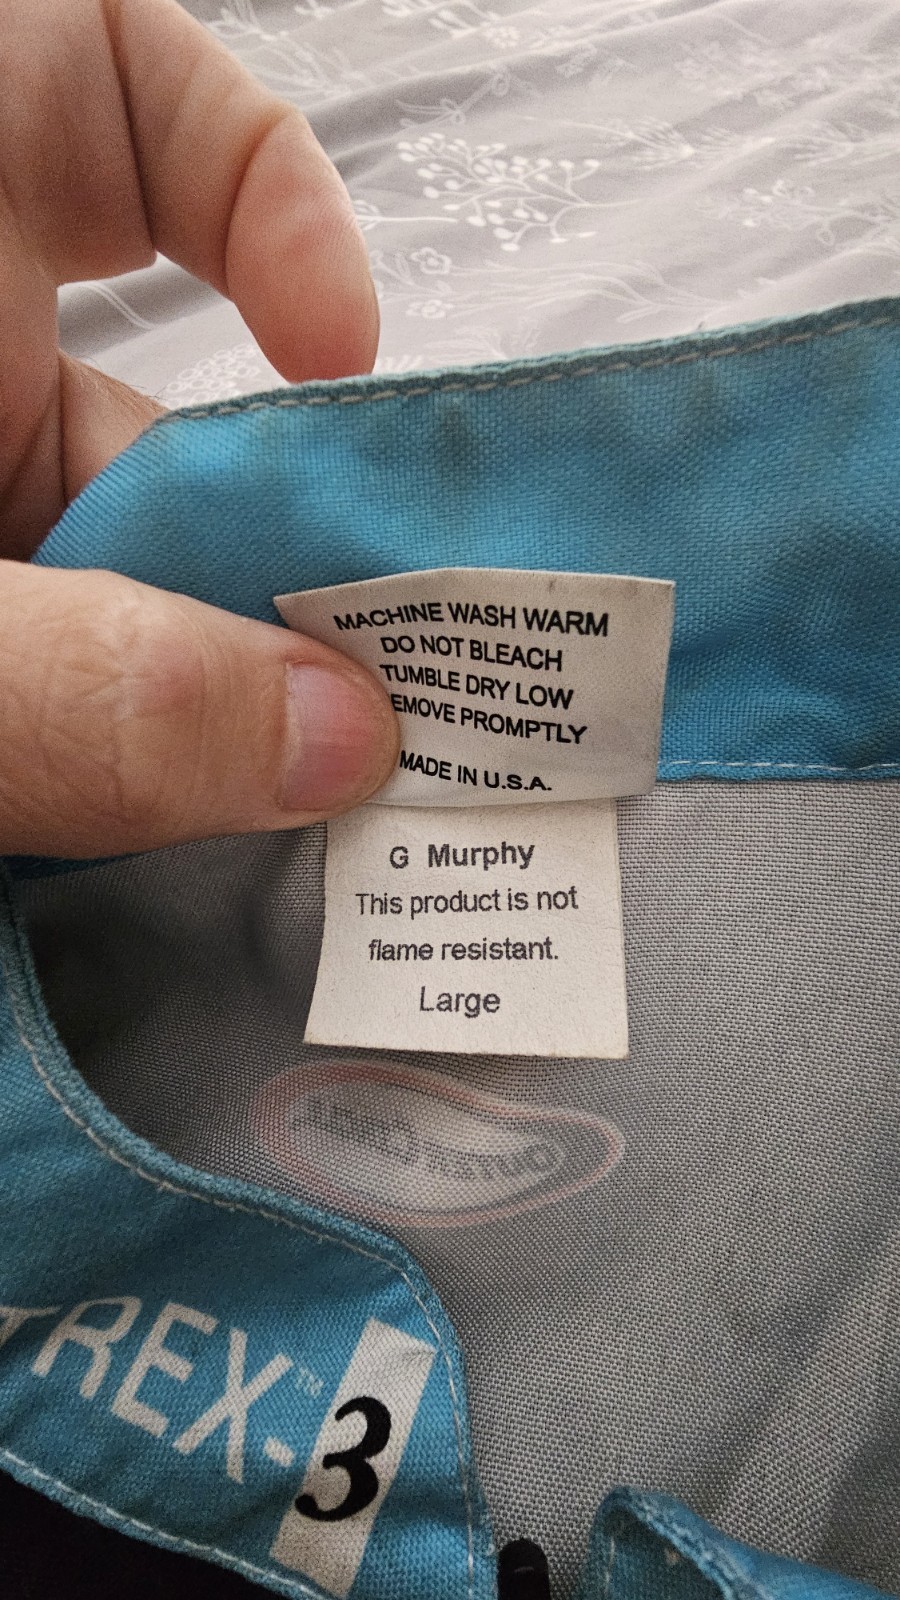 MACHINE WASH WARM
DO NOT BLEACH
TUMBLE DRY LOW
EMOVE PROMPTLY
MADE IN U.S.A.
G Murphy
This product is not
flame resistant.
Large
TREX-™3